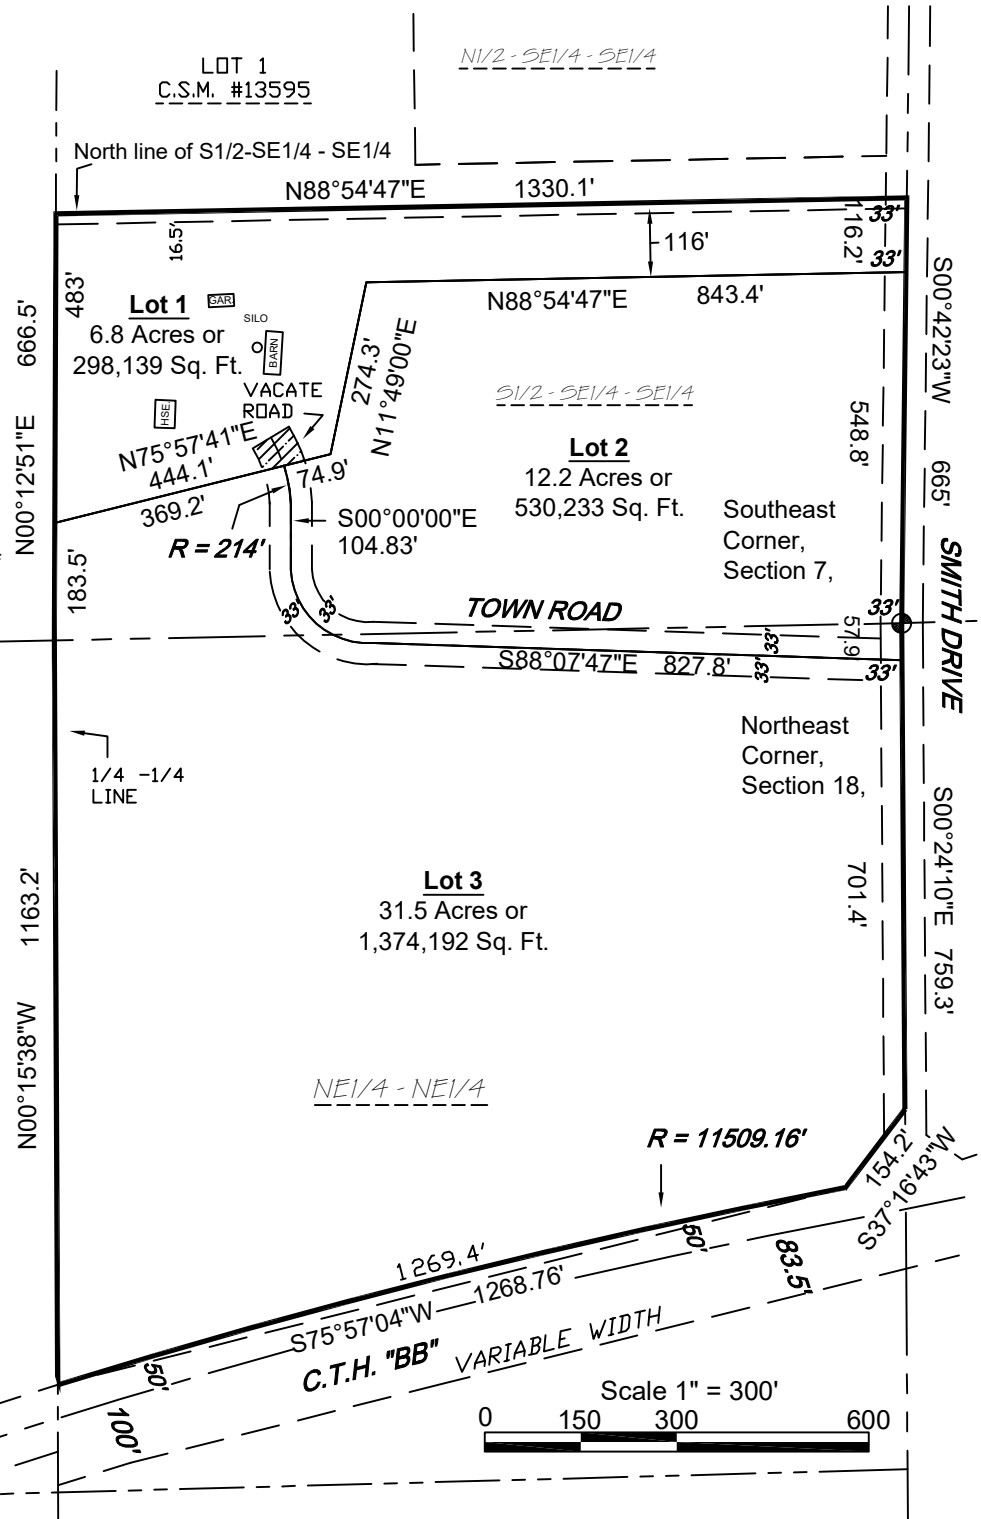 N1/2 - SE1/4 - SE1/4
LOT 1
C.S.M. #13595
North line of S1/2-SE1/4 - SE1/4
N88°54'47"E 1330.1'
33'
116.2'
16.5'
116'
33'
S00°42'23"W 665'
483'
N88°54'47"E 843.4'
N00°12'51"E 666.5'
Lot 1
6.8 Acres or
298,139 Sq. Ft.
GAR.
SILO
BARN
HSE.
VACATE
ROAD
274.3'
N11°49'00"E
S1/2 - SE1/4 - SE1/4
548.8'
Lot 2
12.2 Acres or
530,233 Sq. Ft.
N75°57'41"E
444.1'
369.2'
74.9'
R = 214'
S00°00'00"E
104.83'
Southeast
Corner,
Section 7,
183.5'
33'
33'
TOWN ROAD
33'
57.9'
33'
33'
33'
S88°07'47"E 827.8'
SMITH DRIVE
Northeast
Corner,
Section 18,
1/4 -1/4
LINE
S00°24'10"E 759.3'
701.4'
N00°15'38"W 1163.2'
Lot 3
31.5 Acres or
1,374,192 Sq. Ft.
NE1/4 - NE1/4
R = 11509.16'
154.2'
S37°16'43"W
50'
83.5'
1269.4'
S75°57'04"W 1268.76'
C.T.H. "BB" VARIABLE WIDTH
50'
100'
Scale 1" = 300'
0 150 300 600